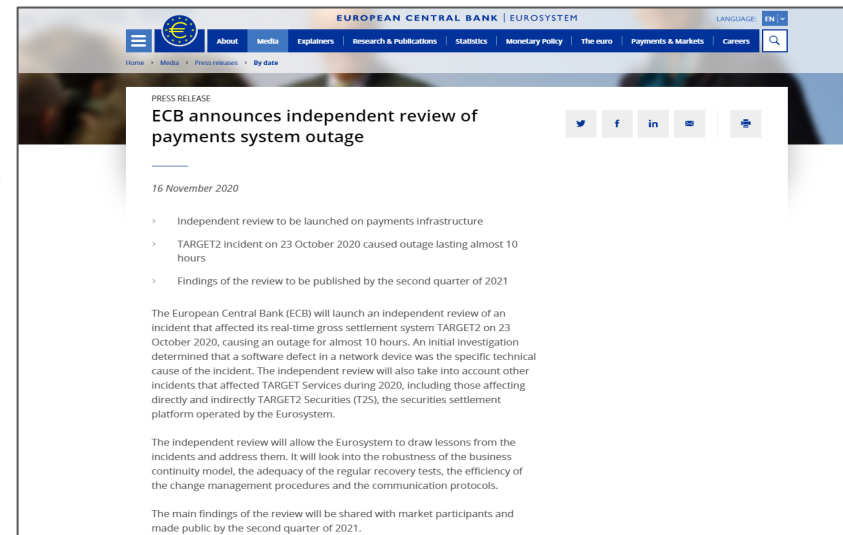 EUROPEAN CENTRAL BANK | EUROSYSTEM
LANGUAGE: EN
About Media Explainers Research & Publications Statistics Monetary Policy The euro Payments & Markets Careers
Home › Media › Press releases › By date
PRESS RELEASE
ECB announces independent review of
payments system outage
16 November 2020
› Independent review to be launched on payments infrastructure
› TARGET2 incident on 23 October 2020 caused outage lasting almost 10
hours
› Findings of the review to be published by the second quarter of 2021
The European Central Bank (ECB) will launch an independent review of an
incident that affected its real-time gross settlement system TARGET2 on 23
October 2020, causing an outage for almost 10 hours. An initial investigation
determined that a software defect in a network device was the specific technical
cause of the incident. The independent review will also take into account other
incidents that affected TARGET Services during 2020, including those affecting
directly and indirectly TARGET2 Securities (T2S), the securities settlement
platform operated by the Eurosystem.
The independent review will allow the Eurosystem to draw lessons from the
incidents and address them. It will look into the robustness of the business
continuity model, the adequacy of the regular recovery tests, the efficiency of
the change management procedures and the communication protocols.
The main findings of the review will be shared with market participants and
made public by the second quarter of 2021.